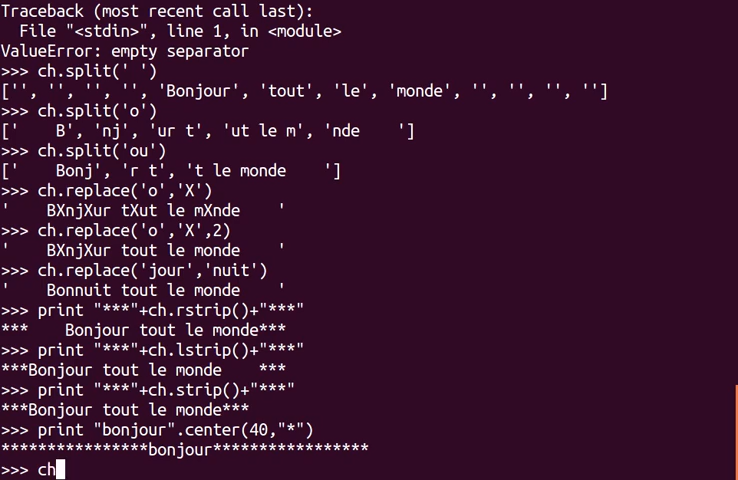 Traceback (most recent call last):
  File "<stdin>", line 1, in <module>
ValueError: empty separator
>>> ch.split(' ')
['', '', '', '', 'Bonjour', 'tout', 'le', 'monde', '', '', '', '']
>>> ch.split('o')
['    B', 'nj', 'ur t', 'ut le m', 'nde    ']
>>> ch.split('ou')
['    Bonj', 'r t', 't le monde    ']
>>> ch.replace('o','X')
'    BXnjXur tXut le mXnde    '
>>> ch.replace('o','X',2)
'    BXnjXur tout le monde    '
>>> ch.replace('jour','nuit')
'    Bonnuit tout le monde    '
>>> print "***"+ch.rstrip()+"***"
***    Bonjour tout le monde***
>>> print "***"+ch.lstrip()+"***"
***Bonjour tout le monde    ***
>>> print "***"+ch.strip()+"***"
***Bonjour tout le monde***
>>> print "bonjour".center(40,"*")
****************bonjour*****************
>>> ch